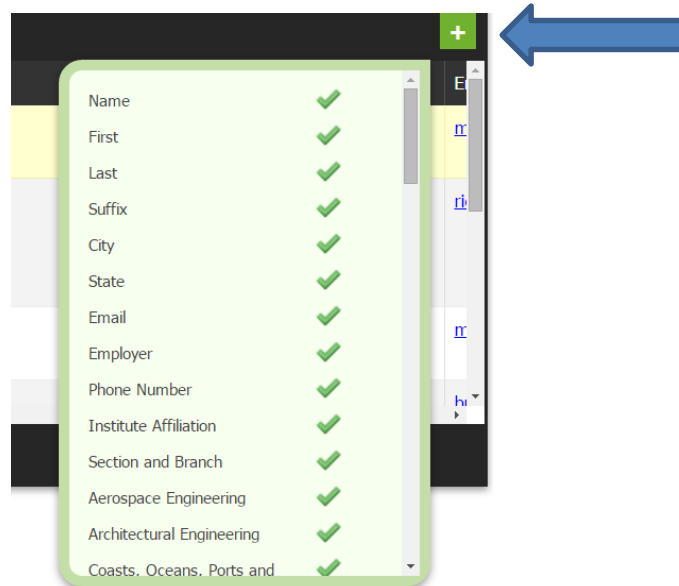 +
Name
First
Last
Suffix
City
State
Email
Employer
Phone Number
Institute Affiliation
Section and Branch
Aerospace Engineering
Architectural Engineering
Coasts, Oceans, Ports and